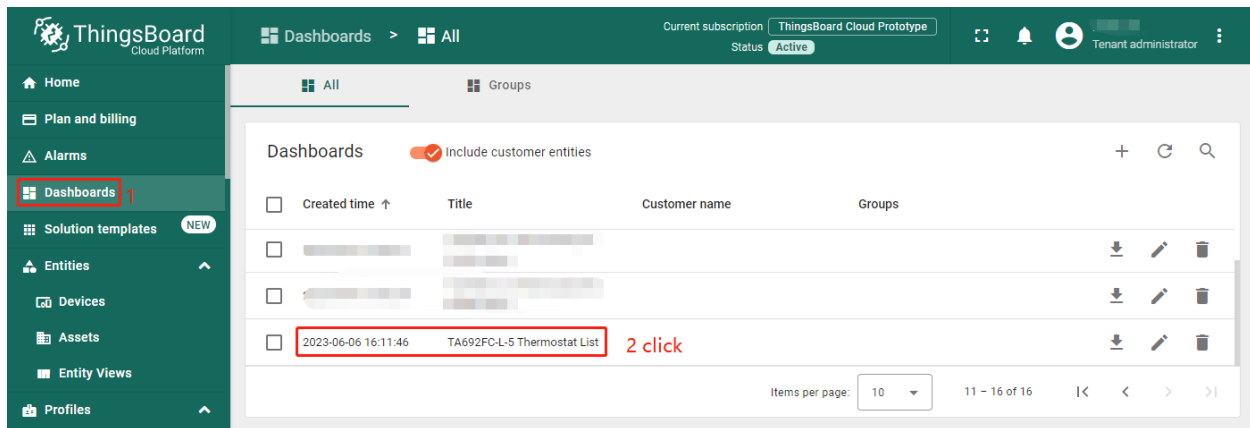 ThingsBoard
Cloud Platform
Dashboards > All
Current subscription ThingsBoard Cloud Prototype
Status Active
Tenant administrator
Home
Plan and billing
Alarms
Dashboards 1
Solution templates NEW
Entities
Devices
Assets
Entity Views
Profiles
All Groups
Dashboards Include customer entities
Created time Title Customer name Groups
2023-06-06 16:11:46 TA692FC-L-5 Thermostat List 2 click
Items per page: 10 11 – 16 of 16